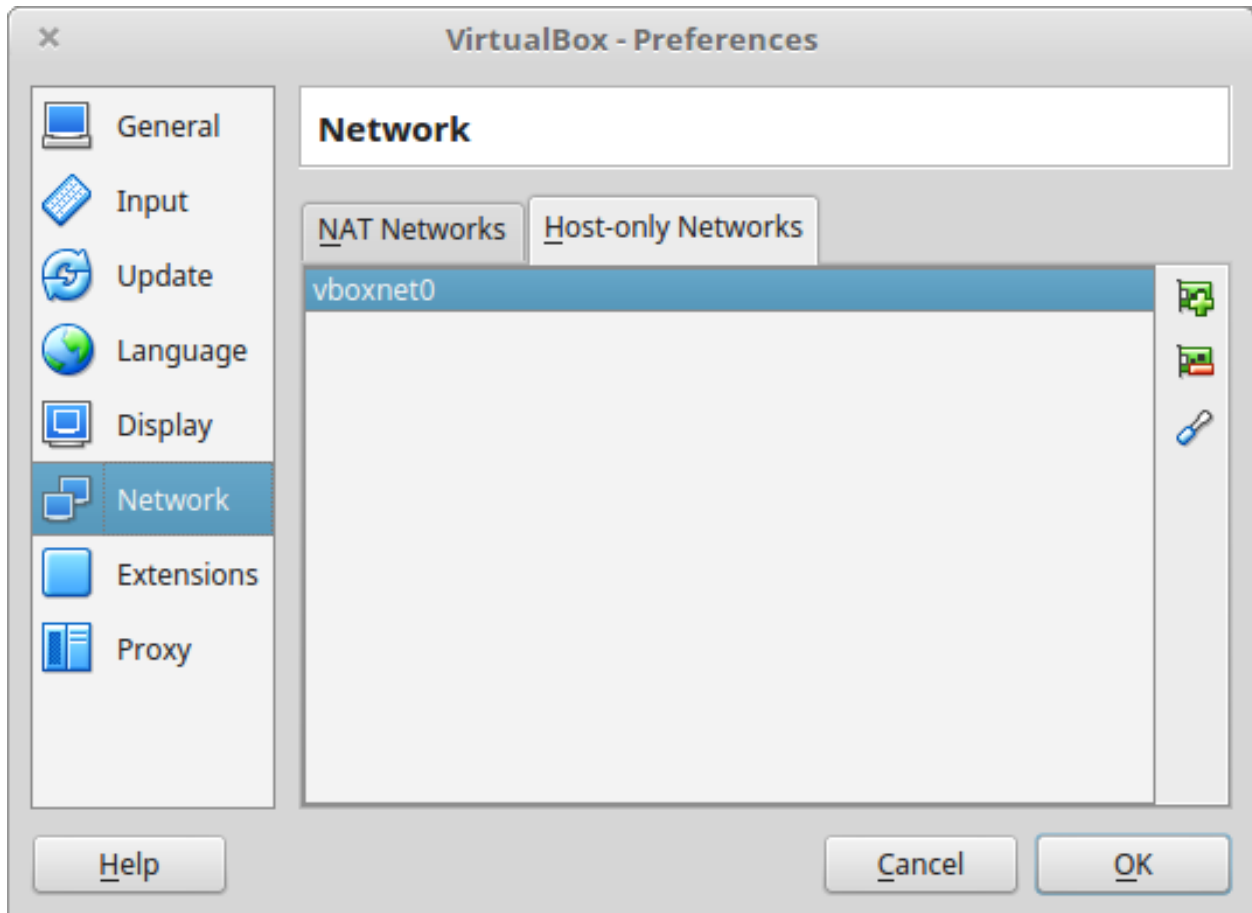 VirtualBox - Preferences
General
Input
Update
Language
Display
Network
Extensions
Proxy
Network
NAT Networks
Host-only Networks
vboxnet0
Help
Cancel
OK